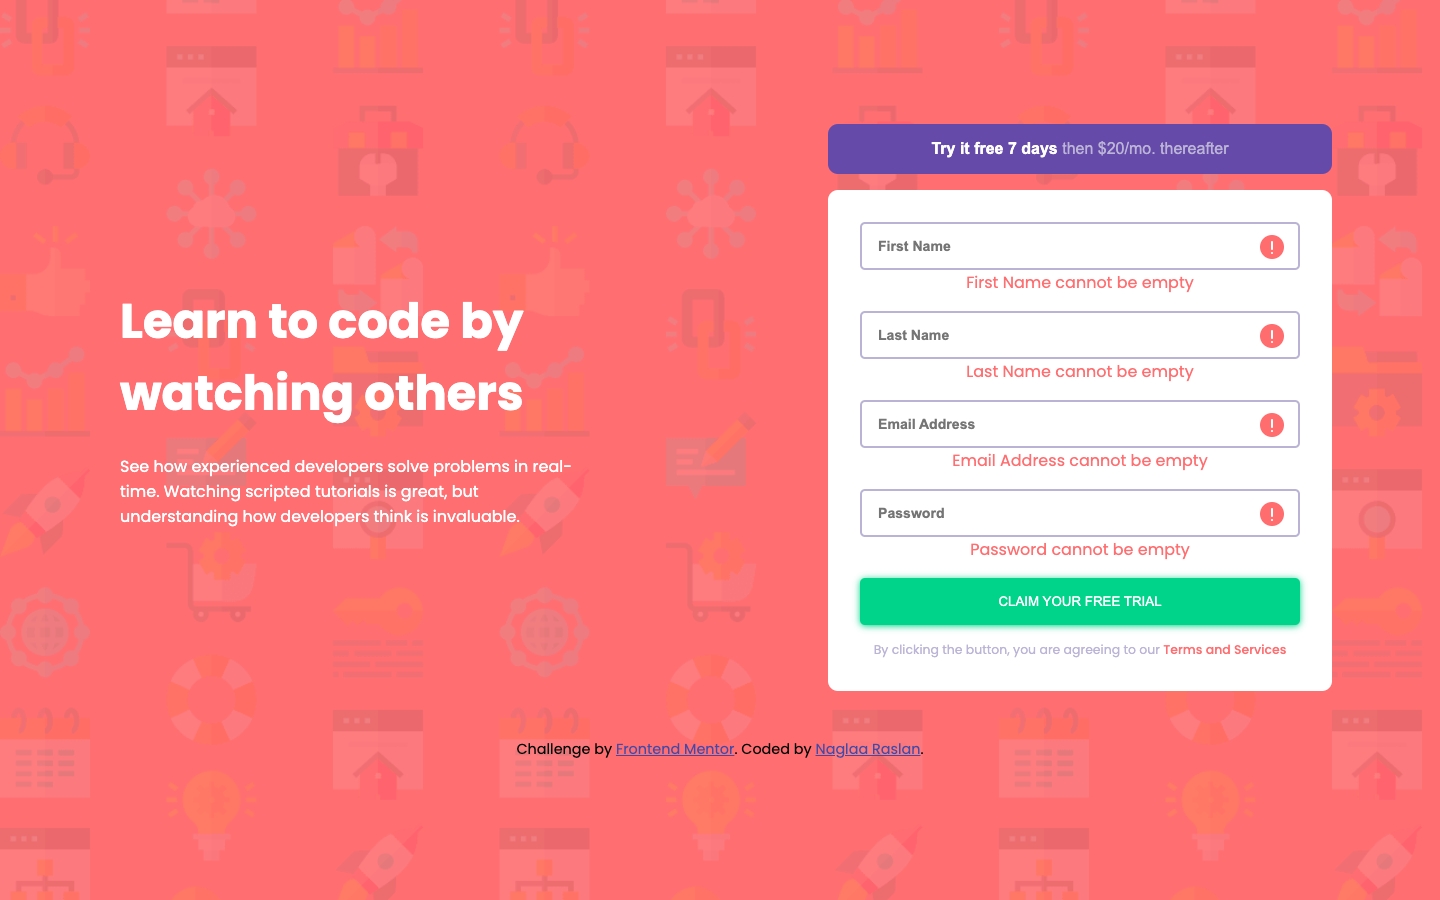 Try it free 7 days then $20/mo. thereafter
Learn to code by
watching others
See how experienced developers solve problems in real-
time. Watching scripted tutorials is great, but
understanding how developers think is invaluable.
First Name
First Name cannot be empty
Last Name
Last Name cannot be empty
Email Address
Email Address cannot be empty
Password
Password cannot be empty
CLAIM YOUR FREE TRIAL
By clicking the button, you are agreeing to our Terms and Services
Challenge by Frontend Mentor. Coded by Naglaa Raslan.